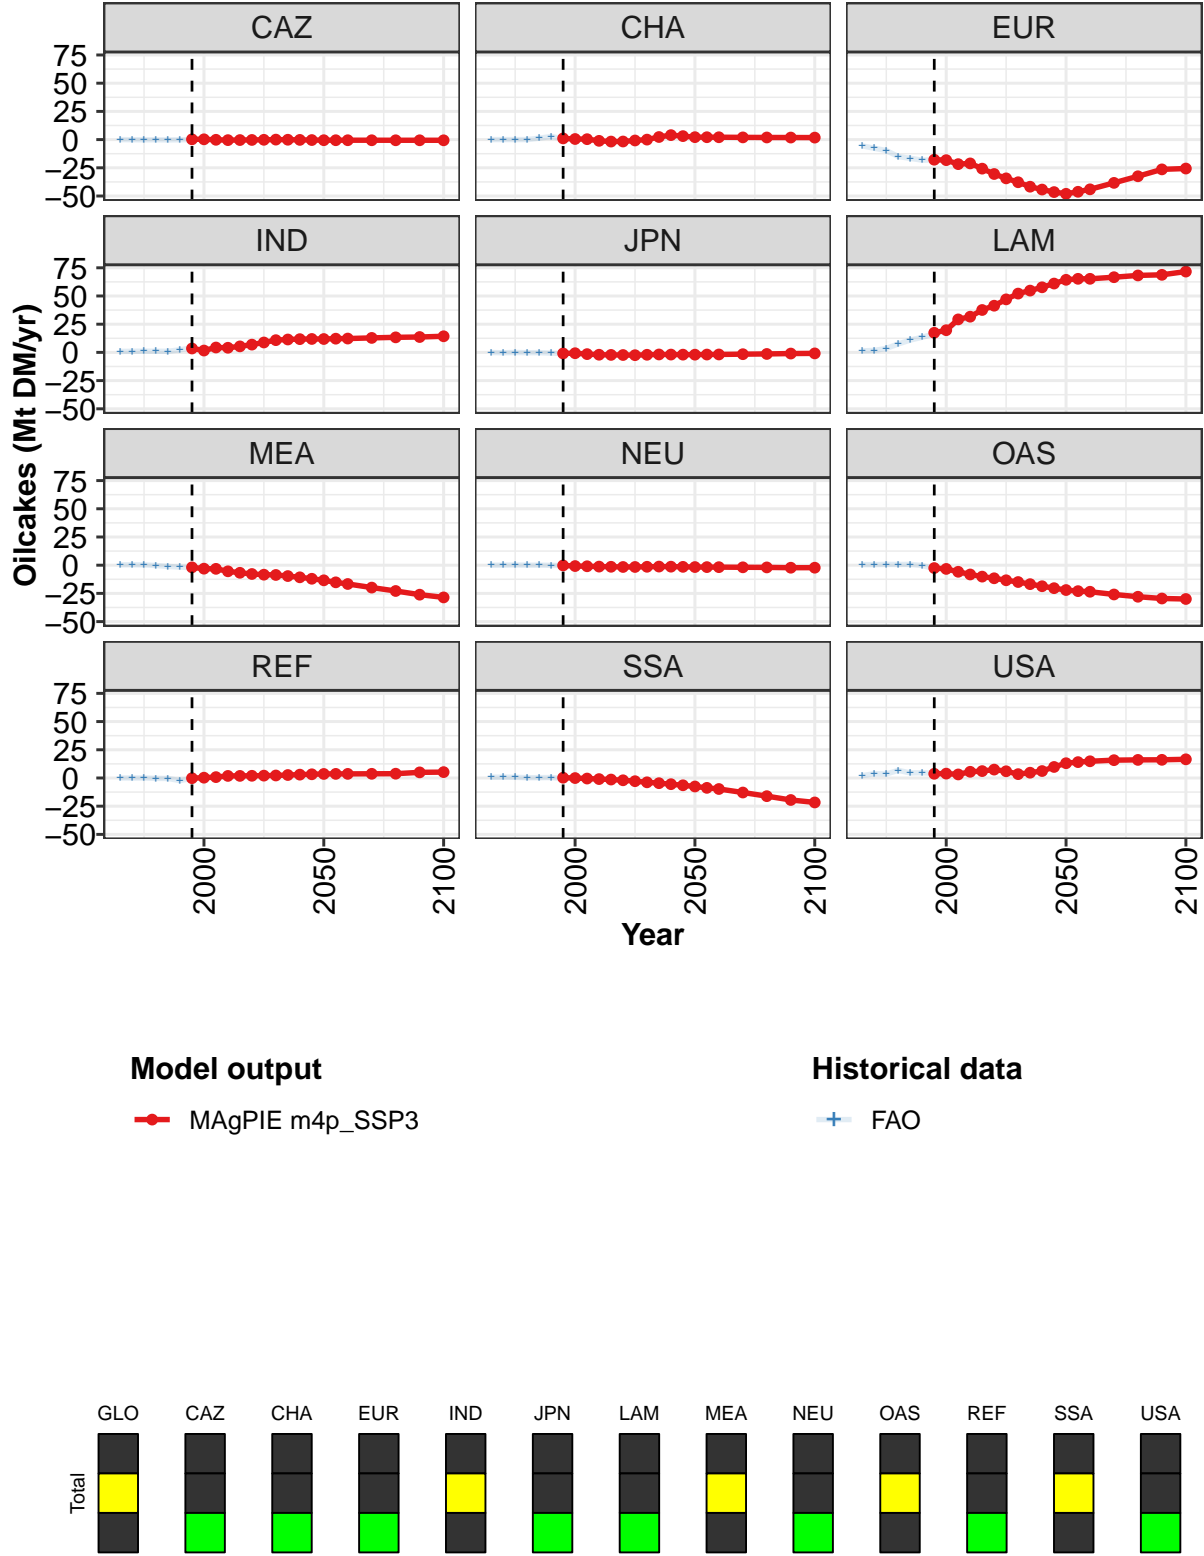 CAZ CHA EUR
75
50
25
0
−25
−50
IND JPN LAM
75
50
25
0
−25
−50
Oilcakes (Mt DM/yr)
MEA NEU OAS
75
50
25
0
−25
−50
REF SSA USA
75
50
25
0
−25
−50
2000 2050 2100 2000 2050 2100 2000 2050 2100
Year
Model output Historical data
MAgPIE m4p_SSP3 FAO
GLO CAZ CHA EUR IND JPN LAM MEA NEU OAS REF SSA USA
Total